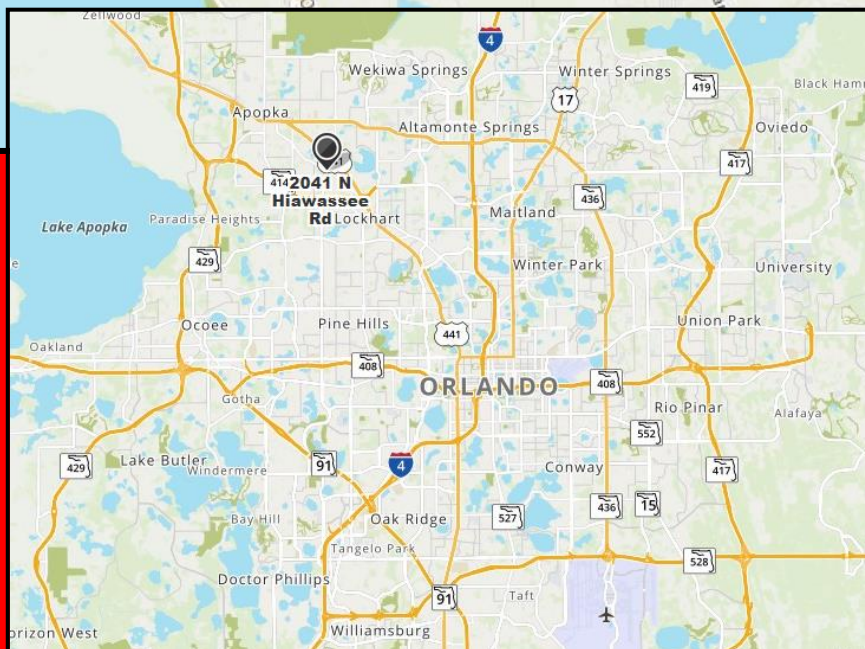 Zellwood
4
Wekiwa Springs
Winter Springs
419
Black Ham
17
Apopka
Altamonte Springs
Oviedo
417
414
2041 N
Hiawassee
Rd
Lockhart
436
Paradise Heights
Maitland
Lake Apopka
429
Winter Park
University
Ocoee
Pine Hills
441
Union Park
Oakland
408
ORLANDO
408
Gotha
Rio Pinar
Alafaya
552
429
Lake Butler
Windermere
91
4
Conway
417
Bay Hill
Oak Ridge
527
436
15
Tangelo Park
528
Doctor Phillips
91
Taft
orizon West
Williamsburg